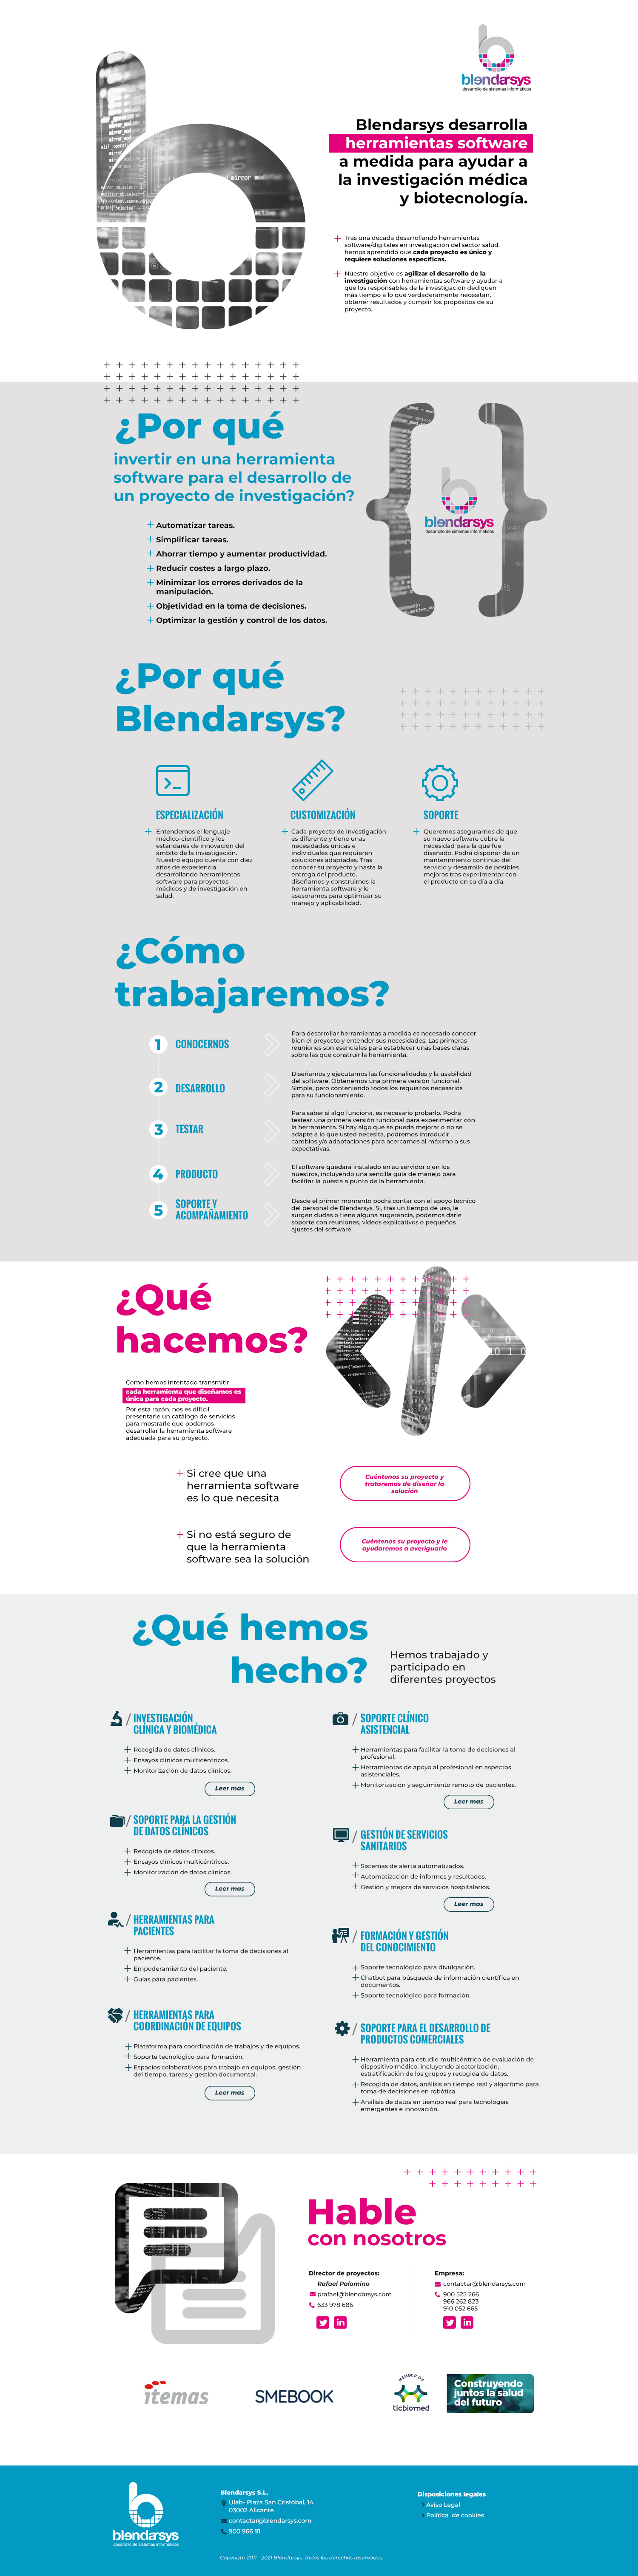 blendarsys
desarrollo de sistemas informáticos
Blendarsys desarrolla
herramientas software
a medida para ayudar a
la investigación médica
y biotecnología.
Tras una década desarrollando herramientas
software/digitales en investigación del sector salud,
hemos aprendido que cada proyecto es único y
requiere soluciones específicas.
Nuestro objetivo es agilizar el desarrollo de la
investigación con herramientas software y ayudar a
que los responsables de la investigación dediquen
más tiempo a lo que verdaderamente necesitan,
obtener resultados y cumplir los propósitos de su
proyecto.
¿Por qué
invertir en una herramienta
software para el desarrollo de
un proyecto de investigación?
Automatizar tareas.
Simplificar tareas.
Ahorrar tiempo y aumentar productividad.
Reducir costes a largo plazo.
Minimizar los errores derivados de la
manipulación.
Objetividad en la toma de decisiones.
Optimizar la gestión y control de los datos.
blendarsys
desarrollo de sistemas informáticos
¿Por qué
Blendarsys?
ESPECIALIZACIÓN
Entendemos el lenguaje
médico-científico y los
estándares de innovación del
ámbito de la investigación.
Nuestro equipo cuenta con diez
años de experiencia
desarrollando herramientas
software para proyectos
médicos y de investigación en
salud.
CUSTOMIZACIÓN
Cada proyecto de investigación
es diferente y tiene unas
necesidades únicas e
individuales que requieren
soluciones adaptadas. Tras
conocer su proyecto y hasta la
entrega del producto,
diseñamos y construimos la
herramienta software y le
asesoramos para optimizar su
manejo y aplicabilidad.
SOPORTE
Queremos asegurarnos de que
su nuevo software cubre la
necesidad para la que fue
diseñado. Podrá disponer de un
mantenimiento continuo del
servicio y desarrollo de posibles
mejoras tras experimentar con
el producto en su día a día.
¿Cómo
trabajaremos?
1 CONOCERNOS
Para desarrollar herramientas a medida es necesario conocer
bien el proyecto y entender sus necesidades. Las primeras
reuniones son esenciales para establecer unas bases claras
sobre las que construir la herramienta.
2 DESARROLLO
Diseñamos y ejecutamos las funcionalidades y la usabilidad
del software. Obtenemos una primera versión funcional.
Simple, pero conteniendo todos los requisitos necesarios
para su funcionamiento.
3 TESTAR
Para saber si algo funciona, es necesario probarlo. Podrá
testear una primera versión funcional para experimentar con
la herramienta. Si hay algo que se pueda mejorar o no se
adapte a lo que usted necesita, podremos introducir
cambios y/o adaptaciones para acercarnos al máximo a sus
expectativas.
4 PRODUCTO
El software quedará instalado en su servidor o en los
nuestros, incluyendo una sencilla guía de manejo para
facilitar la puesta a punto de la herramienta.
5 SOPORTE Y
ACOMPAÑAMIENTO
Desde el primer momento podrá contar con el apoyo técnico
del personal de Blendarsys. Si, tras un tiempo de uso, le
surgen dudas o tiene alguna sugerencia, podemos darle
soporte con reuniones, videos explicativos o pequeños
ajustes del software.
¿Qué
hacemos?
Como hemos intentado transmitir,
cada herramienta que diseñamos es
única para cada proyecto.
Por esta razón, nos es difícil
presentarle un catálogo de servicios
para mostrarle que podemos
desarrollar la herramienta software
adecuada para su proyecto.
Si cree que una
herramienta software
es lo que necesita
Cuéntenos su proyecto y
trataremos de diseñar la
solución
Si no está seguro de
que la herramienta
software sea la solución
Cuéntenos su proyecto y le
ayudaremos a averiguarlo
¿Qué hemos
hecho?
Hemos trabajado y
participado en
diferentes proyectos
INVESTIGACIÓN
CLÍNICA Y BIOMÉDICA
Recogida de datos clínicos.
Ensayos clínicos multicéntricos.
Monitorización de datos clínicos.
Leer mas
SOPORTE PARA LA GESTIÓN
DE DATOS CLÍNICOS
Recogida de datos clínicos.
Ensayos clínicos multicéntricos.
Monitorización de datos clínicos.
Leer mas
HERRAMIENTAS PARA
PACIENTES
Herramientas para facilitar la toma de decisiones al
paciente.
Empoderamiento del paciente.
Guías para pacientes.
HERRAMIENTAS PARA
COORDINACIÓN DE EQUIPOS
Plataforma para coordinación de trabajos y de equipos.
Soporte tecnológico para formación.
Espacios colaborativos para trabajo en equipos, gestión
del tiempo, tareas y gestión documental.
Leer mas
SOPORTE CLÍNICO
ASISTENCIAL
Herramientas para facilitar la toma de decisiones al
profesional.
Herramientas de apoyo al profesional en aspectos
asistenciales.
Monitorización y seguimiento remoto de pacientes.
Leer mas
GESTIÓN DE SERVICIOS
SANITARIOS
Sistemas de alerta automatizados.
Automatización de informes y resultados.
Gestión y mejora de servicios hospitalarios.
Leer mas
FORMACIÓN Y GESTIÓN
DEL CONOCIMIENTO
Soporte tecnológico para divulgación.
Chatbot para búsqueda de información científica en
documentos.
Soporte tecnológico para formación.
SOPORTE PARA EL DESARROLLO DE
PRODUCTOS COMERCIALES
Herramienta para estudio multicéntrico de evaluación de
dispositivo médico, incluyendo aleatorización,
estratificación de los grupos y recogida de datos.
Recogida de datos, análisis en tiempo real y algoritmo para
toma de decisiones en robótica.
Análisis de datos en tiempo real para tecnologías
emergentes e innovación.
Hable
con nosotros
Director de proyectos:
Rafael Palomino
prafael@blendarsys.com
633 978 686
Empresa:
contactar@blendarsys.com
900 525 266
966 262 823
910 052 665
itemas
SMEBOOK
MEMBER OF
ticbiomed
Construyendo
juntos la salud
del futuro
blendarsys
desarrollo de sistemas informáticos
Blendarsys S.L.
Ulab- Plaza San Cristóbal, 14
03002 Alicante
contactar@blendarsys.com
900 966 91
Disposiciones legales
Aviso Legal
Política de cookies
Copyrigth 2011 - 2021 Blendarsys. Todos los derechos reservados.